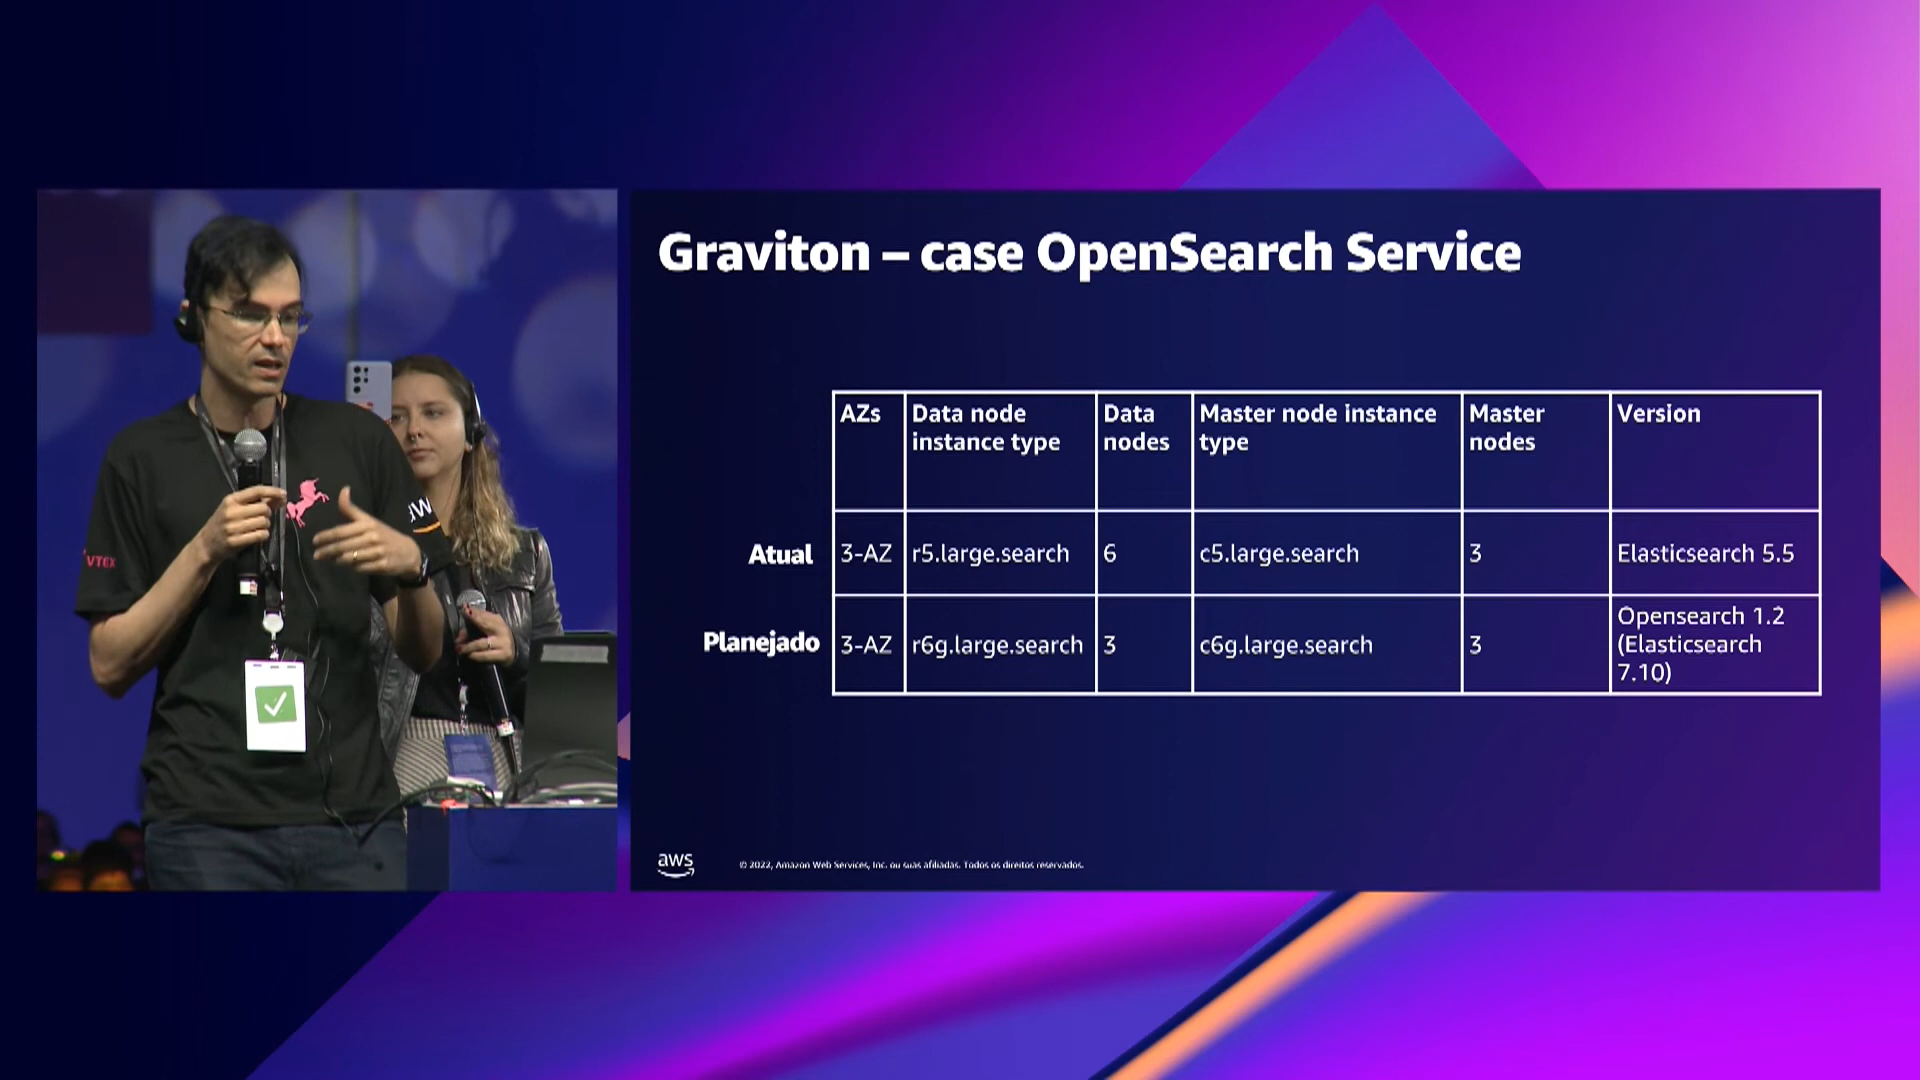 Graviton – case OpenSearch Service
AZs
Data node
instance type
Data
nodes
Master node instance
type
Master
nodes
Version
Atual
3-AZ
r5.large.search
6
c5.large.search
3
Elasticsearch 5.5
Planejado
3-AZ
r6g.large.search
3
c6g.large.search
3
Opensearch 1.2
(Elasticsearch
7.10)
aws
© 2022, Amazon Web Services, Inc. ou suas afiliadas. Todos os direitos reservados.
VTEX